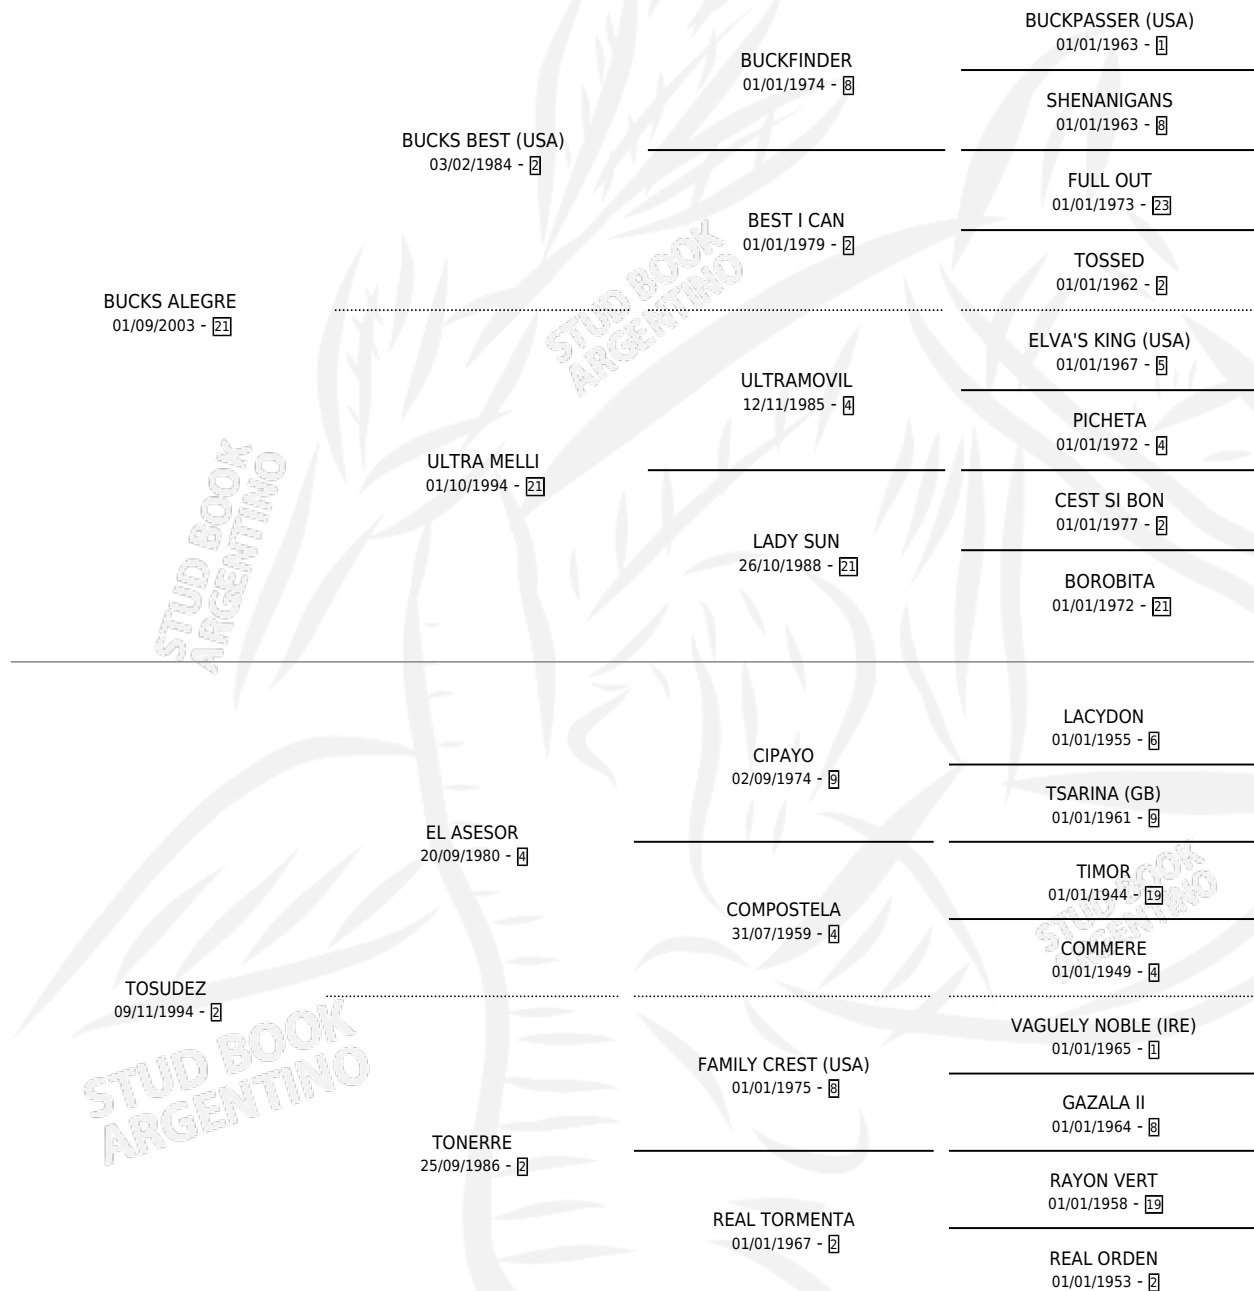 BUCKPASSER (USA)
01/01/1963 - 1
BUCKFINDER
01/01/1974 - 8
SHENANIGANS
01/01/1963 - 8
BUCKS BEST (USA)
03/02/1984 - 2
FULL OUT
01/01/1973 - 23
BEST I CAN
01/01/1979 - 2
TOSSED
01/01/1962 - 2
BUCKS ALEGRE
01/09/2003 - 21
ELVA'S KING (USA)
01/01/1967 - 5
ULTRAMOVIL
12/11/1985 - 4
PICHETA
01/01/1972 - 4
ULTRA MELLI
01/10/1994 - 21
CEST SI BON
01/01/1977 - 2
LADY SUN
26/10/1988 - 21
BOROBITA
01/01/1972 - 21
LACYDON
01/01/1955 - 6
CIPAYO
02/09/1974 - 9
TSARINA (GB)
01/01/1961 - 9
EL ASESOR
20/09/1980 - 4
TIMOR
01/01/1944 - 19
COMPOSTELA
31/07/1959 - 4
COMMERE
01/01/1949 - 4
TOSUDEZ
09/11/1994 - 2
VAGUELY NOBLE (IRE)
01/01/1965 - 1
FAMILY CREST (USA)
01/01/1975 - 8
GAZALA II
01/01/1964 - 8
TONERRE
25/09/1986 - 2
RAYON VERT
01/01/1958 - 19
REAL TORMENTA
01/01/1967 - 2
REAL ORDEN
01/01/1953 - 2
STUD BOOK
ARGENTINO
STUD BOOK
ARGENTINO
STUD BOOK
ARGENTINO
STUD BOOK
ARGENTINO